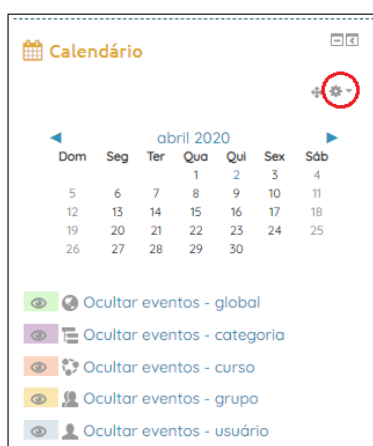 Calendário
abril 2020
Dom Seg Ter Qua Qui Sex Sáb
1 2 3 4
5 6 7 8 9 10 11
12 13 14 15 16 17 18
19 20 21 22 23 24 25
26 27 28 29 30
Ocultar eventos - global
Ocultar eventos - categoria
Ocultar eventos - curso
Ocultar eventos - grupo
Ocultar eventos - usuário